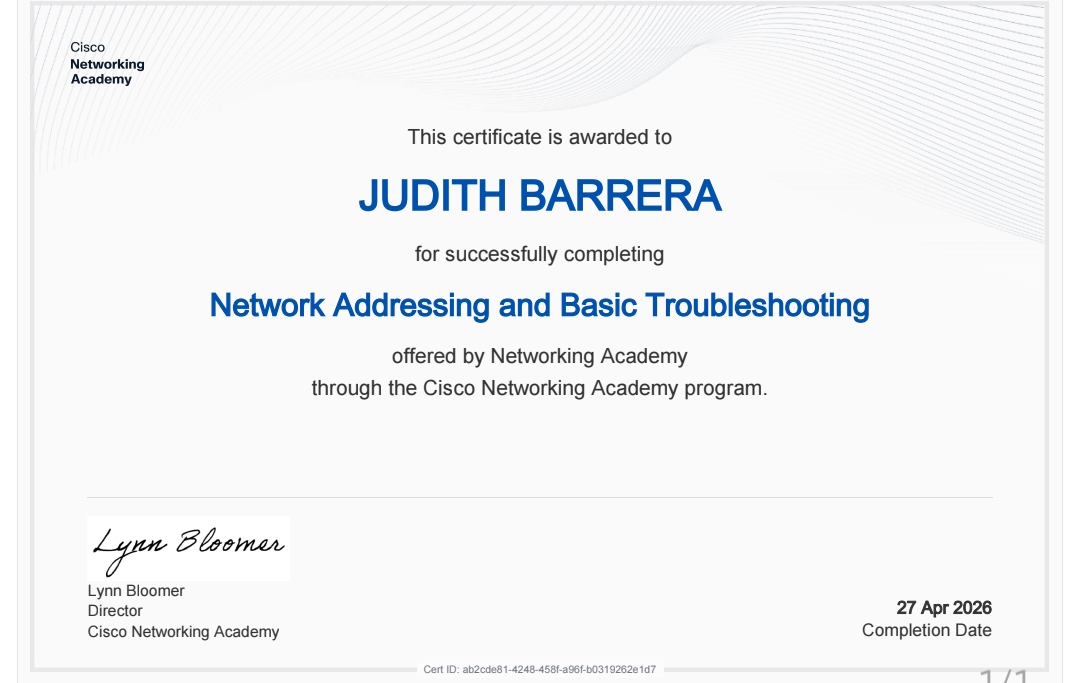 Cisco
Networking
Academy
This certificate is awarded to
JUDITH BARRERA
for successfully completing
Network Addressing and Basic Troubleshooting
offered by Networking Academy
through the Cisco Networking Academy program.
Lynn Bloomer
Lynn Bloomer
Director
Cisco Networking Academy
27 Apr 2026
Completion Date
Cert ID: ab2cde81-4248-458f-a96f-b0319262e1d7
1/1